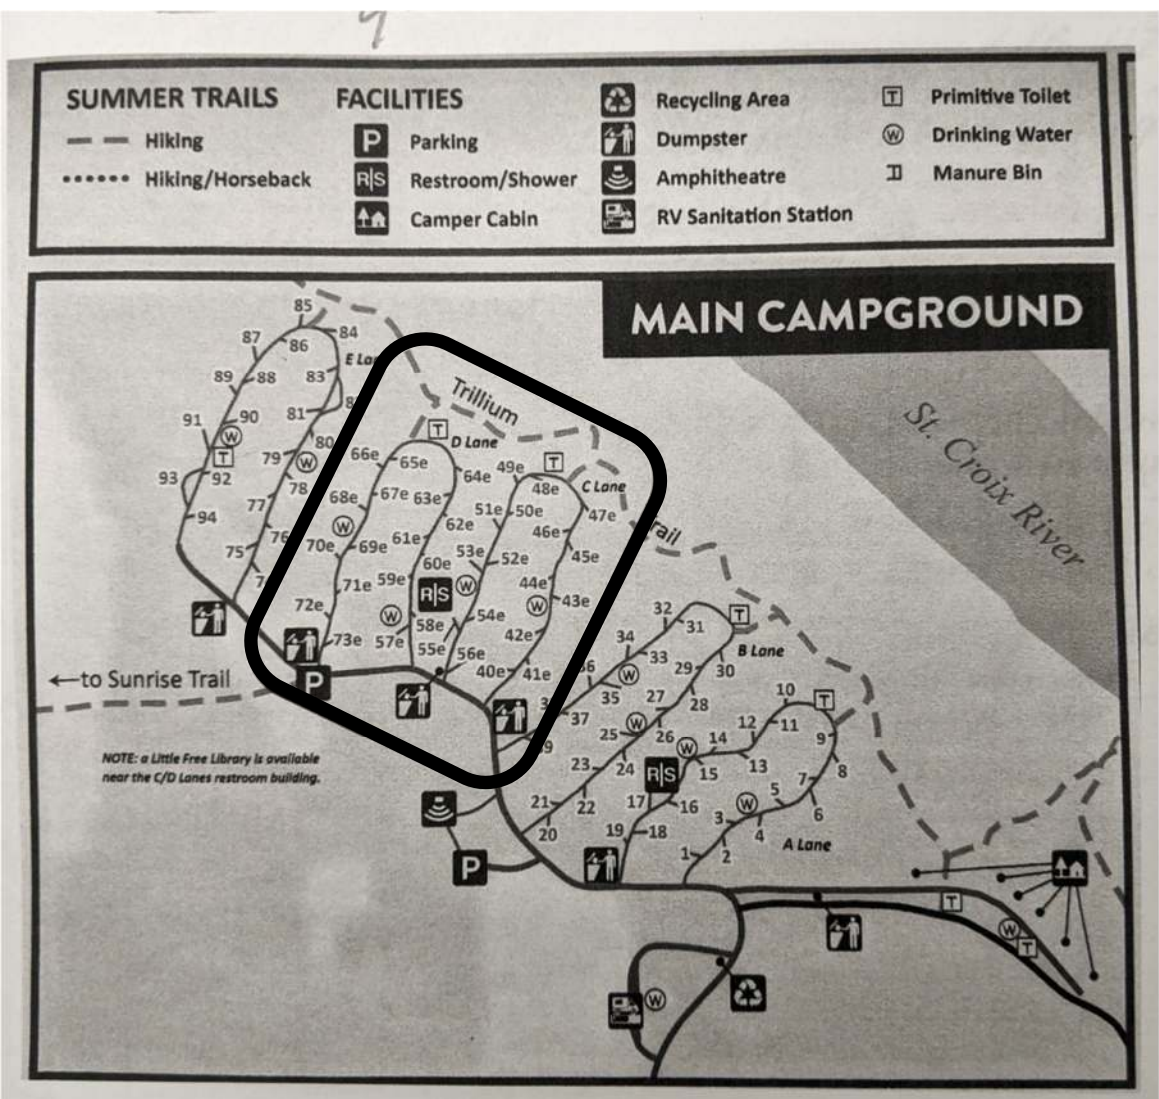 SUMMER TRAILS
Hiking
Hiking/Horseback
FACILITIES
P Parking
R|S Restroom/Shower
Camper Cabin
Recycling Area
Dumpster
Amphitheatre
RV Sanitation Station
T Primitive Toilet
W Drinking Water
Manure Bin
MAIN CAMPGROUND
St. Croix River
Trillium
E
85
84
87
86
89
88
83
91
90
81
W
T
80
93
92
79
W
78
94
77
76
75
T
D Lane
66e
65e
64e
68e
67e
63e
W
62e
70e
69e
61e
60e
71e
59e
R|S
72e
W
58e
73e
57e
T
49e
48e
C Lane
47e
51e
50e
46e
53e
52e
45e
W
44e
43e
54e
W
42e
55e
56e
40e
41e
P
←to Sunrise Trail
NOTE: a Little Free Library is available
near the C/D Lanes restroom building.
32
31
T
B Lane
34
33
30
W
29
35
28
37
27
W
26
25
24
23
22
21
20
10
T
11
12
9
14
13
8
W
15
7
R|S
16
5
6
17
W
3
4
19
18
A Lane
1
2
P
T
W
T
W